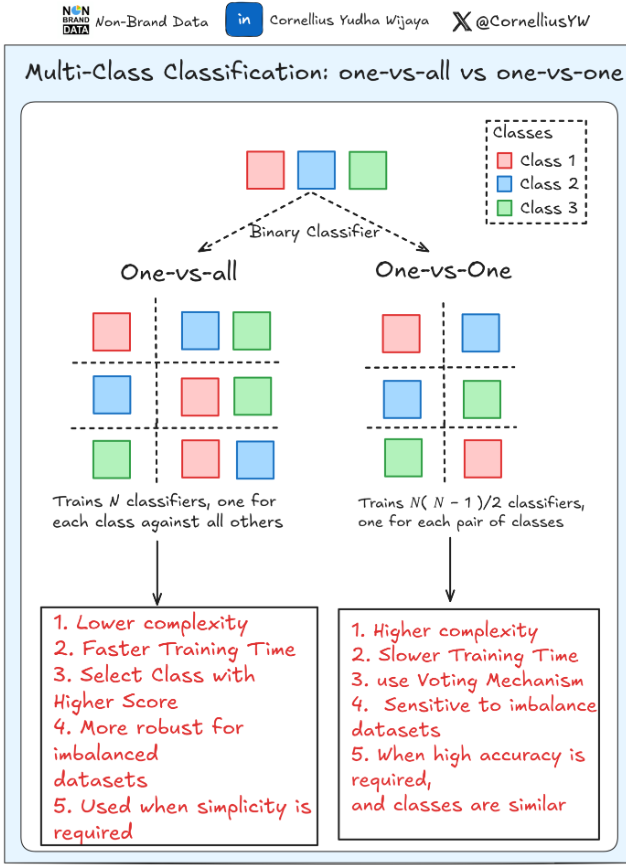 NON
BRAND
DATA
Non-Brand Data
in
Cornellius Yudha Wijaya
X @CornelliusYW
Multi-Class Classification: one-vs-all vs one-vs-one
Classes
Class 1
Class 2
Class 3
Binary Classifier
One-vs-all
One-vs-One
Trains N classifiers, one for
each class against all others
Trains N( N - 1 )/2 classifiers,
one for each pair of classes
1. Lower complexity
2. Faster Training Time
3. Select Class with
Higher Score
4. More robust for
imbalanced
datasets
5. Used when simplicity is
required
1. Higher complexity
2. Slower Training Time
3. use Voting Mechanism
4. Sensitive to imbalance
datasets
5. When high accuracy is
required,
and classes are similar